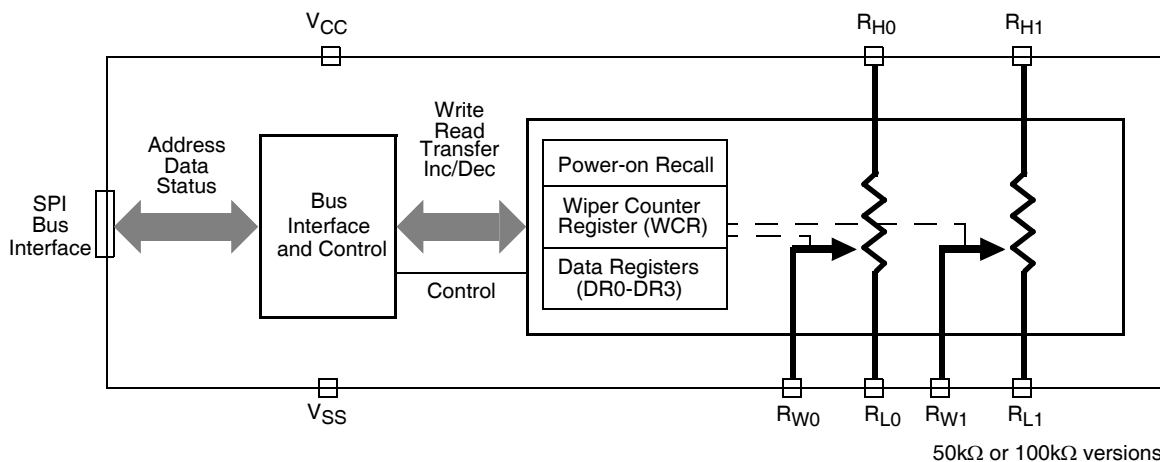 VCC
RH0
RH1
Write
Read
Transfer
Inc/Dec
Address
Data
Status
SPI
Bus
Interface
Bus
Interface
and Control
Control
Power-on Recall
Wiper Counter
Register (WCR)
Data Registers
(DR0-DR3)
VSS
RW0
RL0
RW1
RL1
50kΩ or 100kΩ versions